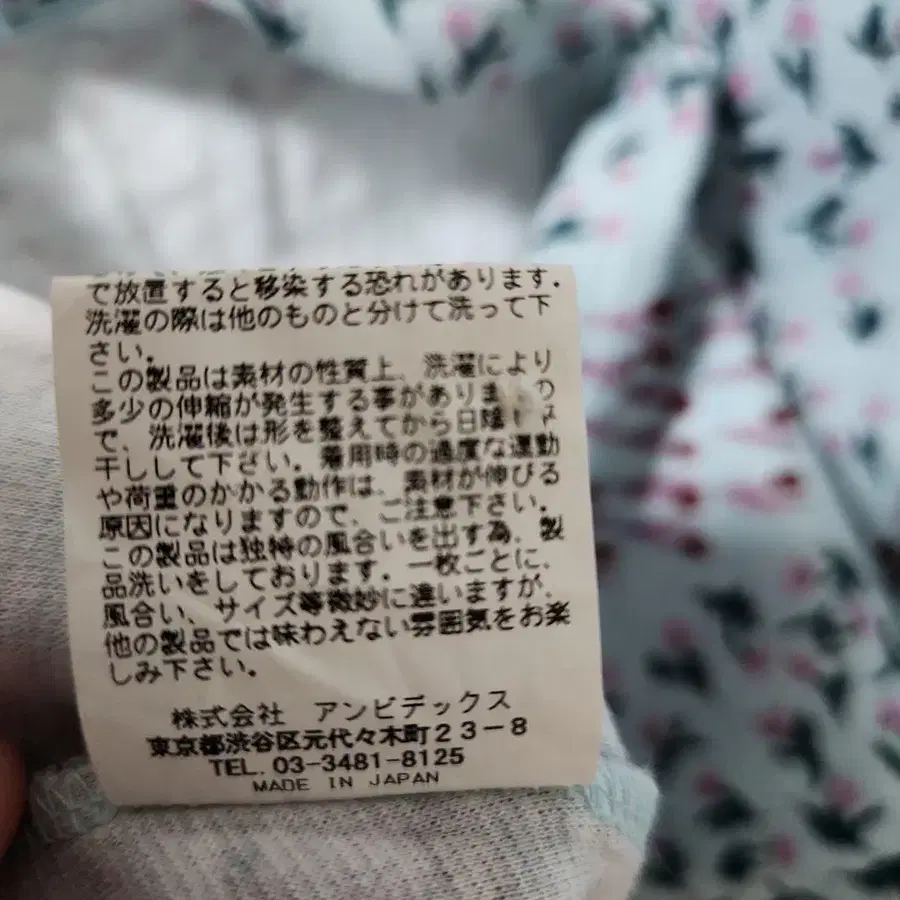 で放置すると移染する恐れがあります.
洗濯の際は他のものと分けて洗って下
さい.
この製品は素材の性質上、洗濯により
多少の伸縮が発生する事がありま の
で、洗濯後は形を整えてから日陰
干しして下さい. 着用時の過度な運動
や荷重のかかる動作は、素材が伸びる
原因になりますので、ご注意下さい.
この製品は独特の風合いを出す為、製
品洗いをしております. 一枚ごとに、
風合い、サイズ等微妙に違いますが、
他の製品では味わえない雰囲気をお楽
しみ下さい.
株式会社 アンビデックス
東京都渋谷区元代々木町23-8
TEL. 03-3481-8125
MADE IN JAPAN